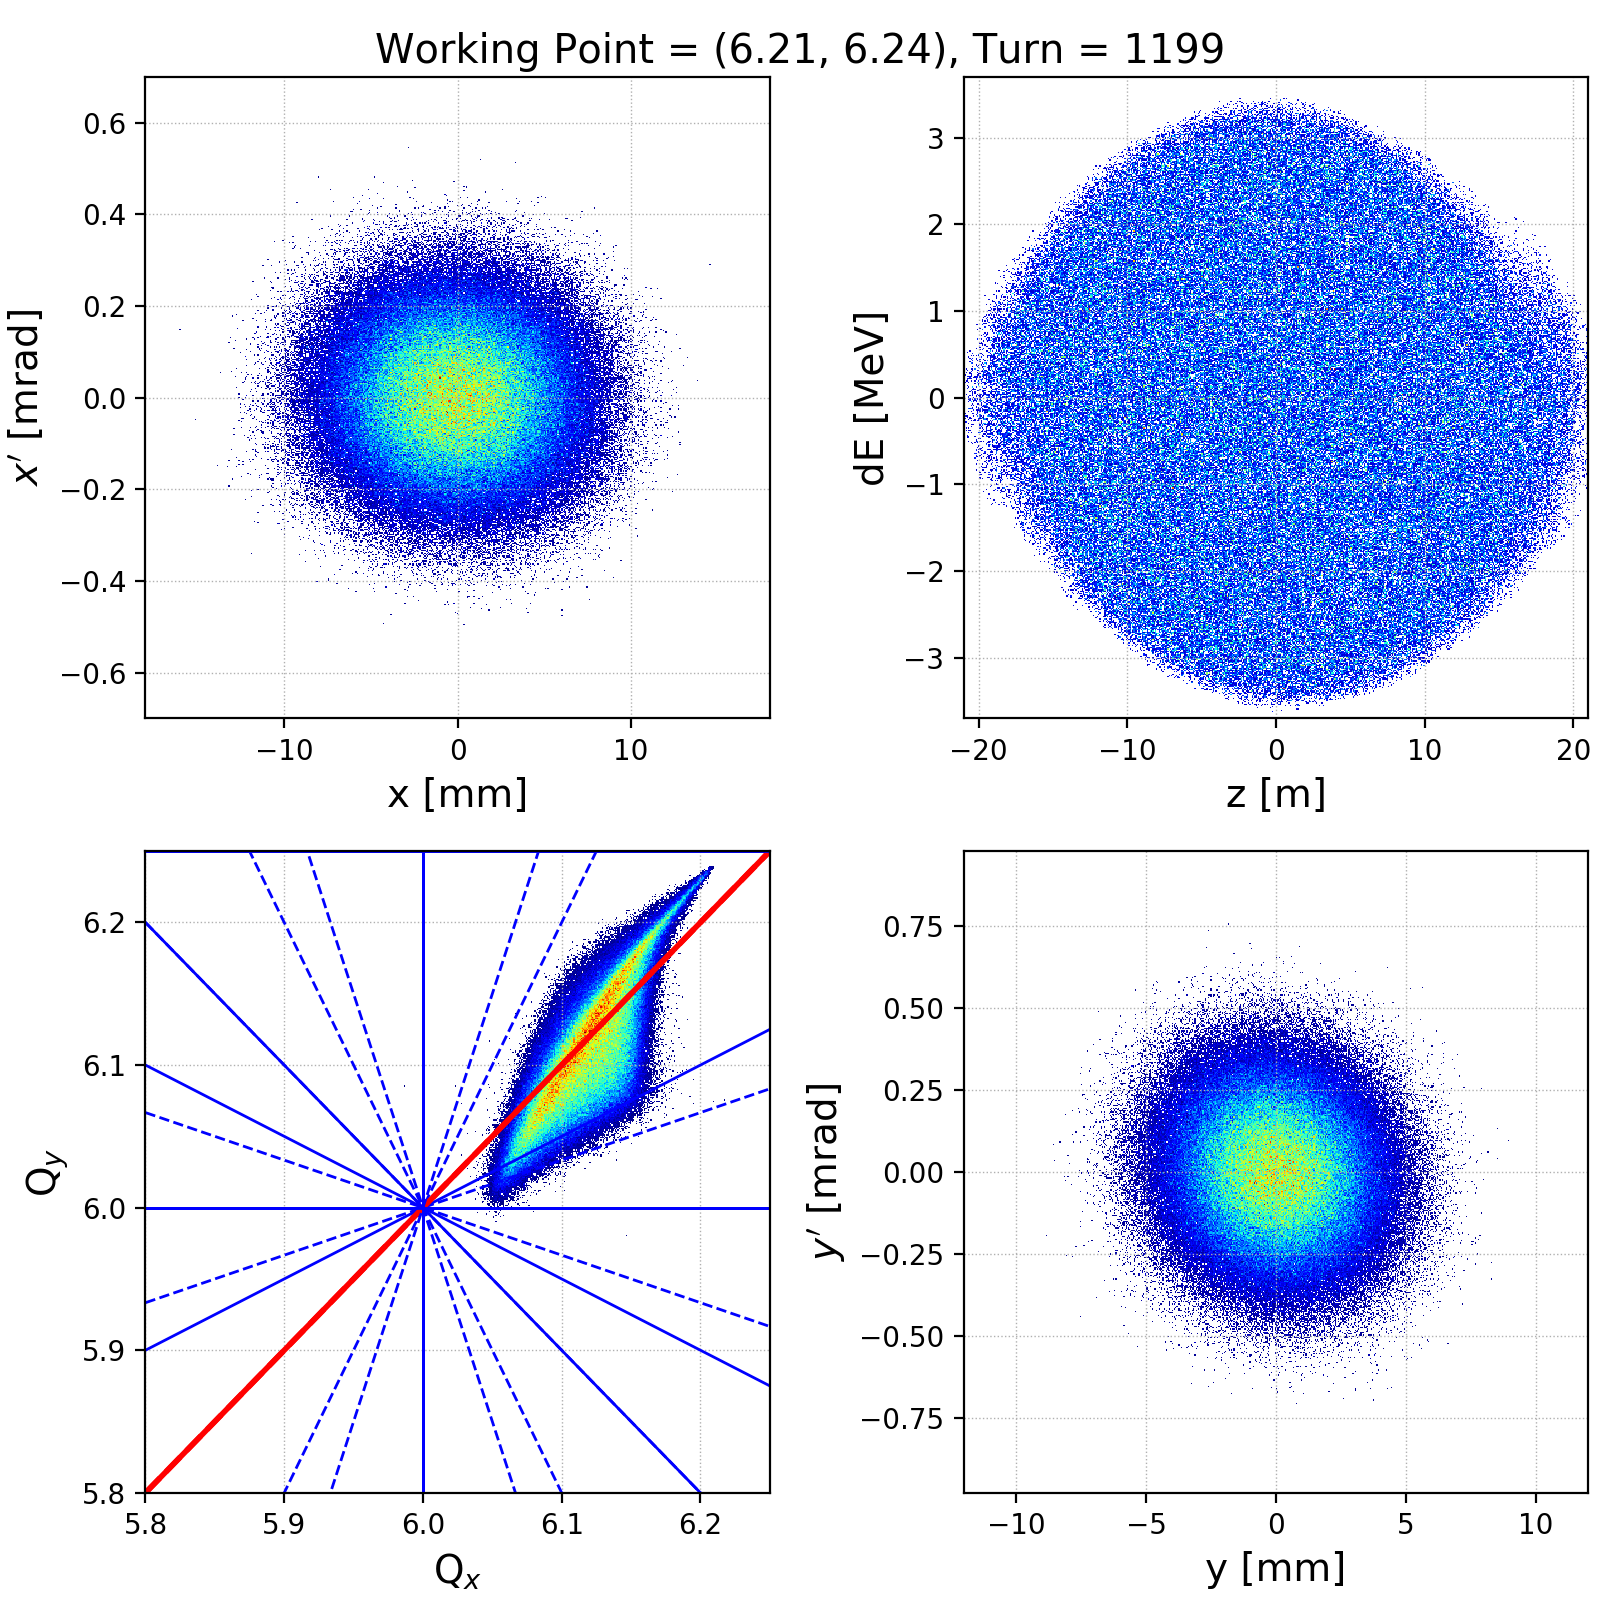 Working Point = (6.21, 6.24), Turn = 1199
0.6
0.4
0.2
0.0
−0.2
−0.4
−0.6
x′ [mrad]
−10 0 10
x [mm]
3
2
1
0
−1
−2
−3
dE [MeV]
−20 −10 0 10 20
z [m]
6.2
6.1
6.0
5.9
5.8
Qy
5.8 5.9 6.0 6.1 6.2
Qx
0.75
0.50
0.25
0.00
−0.25
−0.50
−0.75
y′ [mrad]
−10 −5 0 5 10
y [mm]